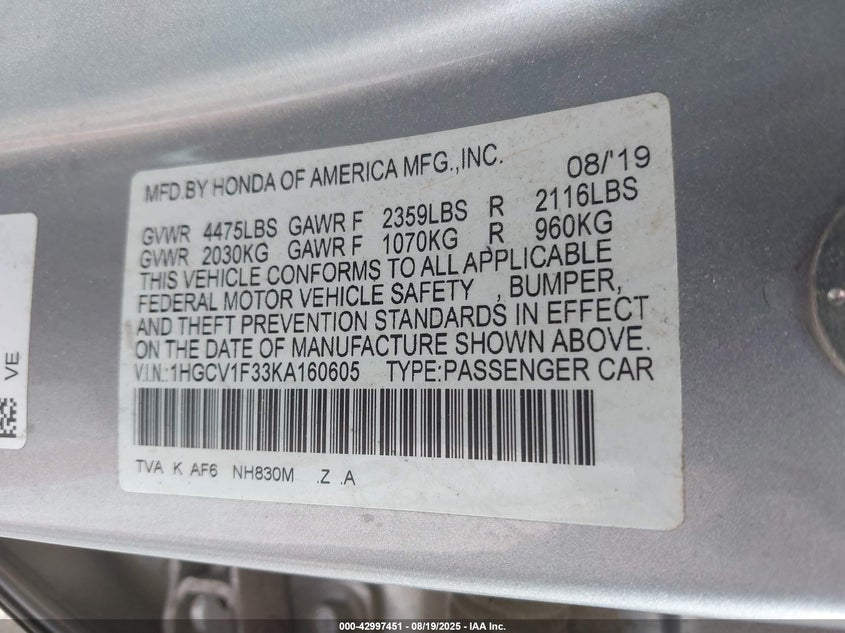 MFD.BY HONDA OF AMERICA MFG.,INC. 08/'19
GVWR 4475LBS GAWR F 2359LBS R 2116LBS
GVWR 2030KG GAWR F 1070KG R 960KG
THIS VEHICLE CONFORMS TO ALL APPLICABLE
FEDERAL MOTOR VEHICLE SAFETY , BUMPER,
AND THEFT PREVENTION STANDARDS IN EFFECT
ON THE DATE OF MANUFACTURE SHOWN ABOVE.
V.I.N.:1HGCV1F33KA160605 TYPE:PASSENGER CAR
TVA K AF6 NH830M .Z .A
VE
000-42997451 - 08/19/2025 - IAA Inc.